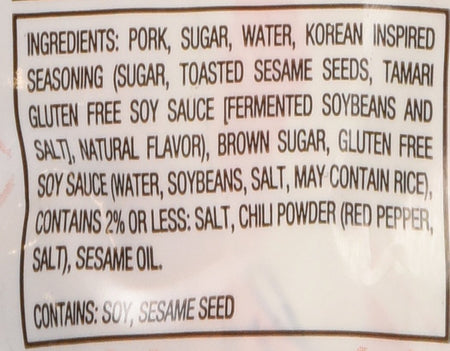 INGREDIENTS: PORK, SUGAR, WATER, KOREAN INSPIRED
SEASONING (SUGAR, TOASTED SESAME SEEDS, TAMARI
GLUTEN FREE SOY SAUCE [FERMENTED SOYBEANS AND
SALT], NATURAL FLAVOR), BROWN SUGAR, GLUTEN FREE
SOY SAUCE (WATER, SOYBEANS, SALT, MAY CONTAIN RICE),
CONTAINS 2% OR LESS: SALT, CHILI POWDER (RED PEPPER,
SALT), SESAME OIL.
CONTAINS: SOY, SESAME SEED